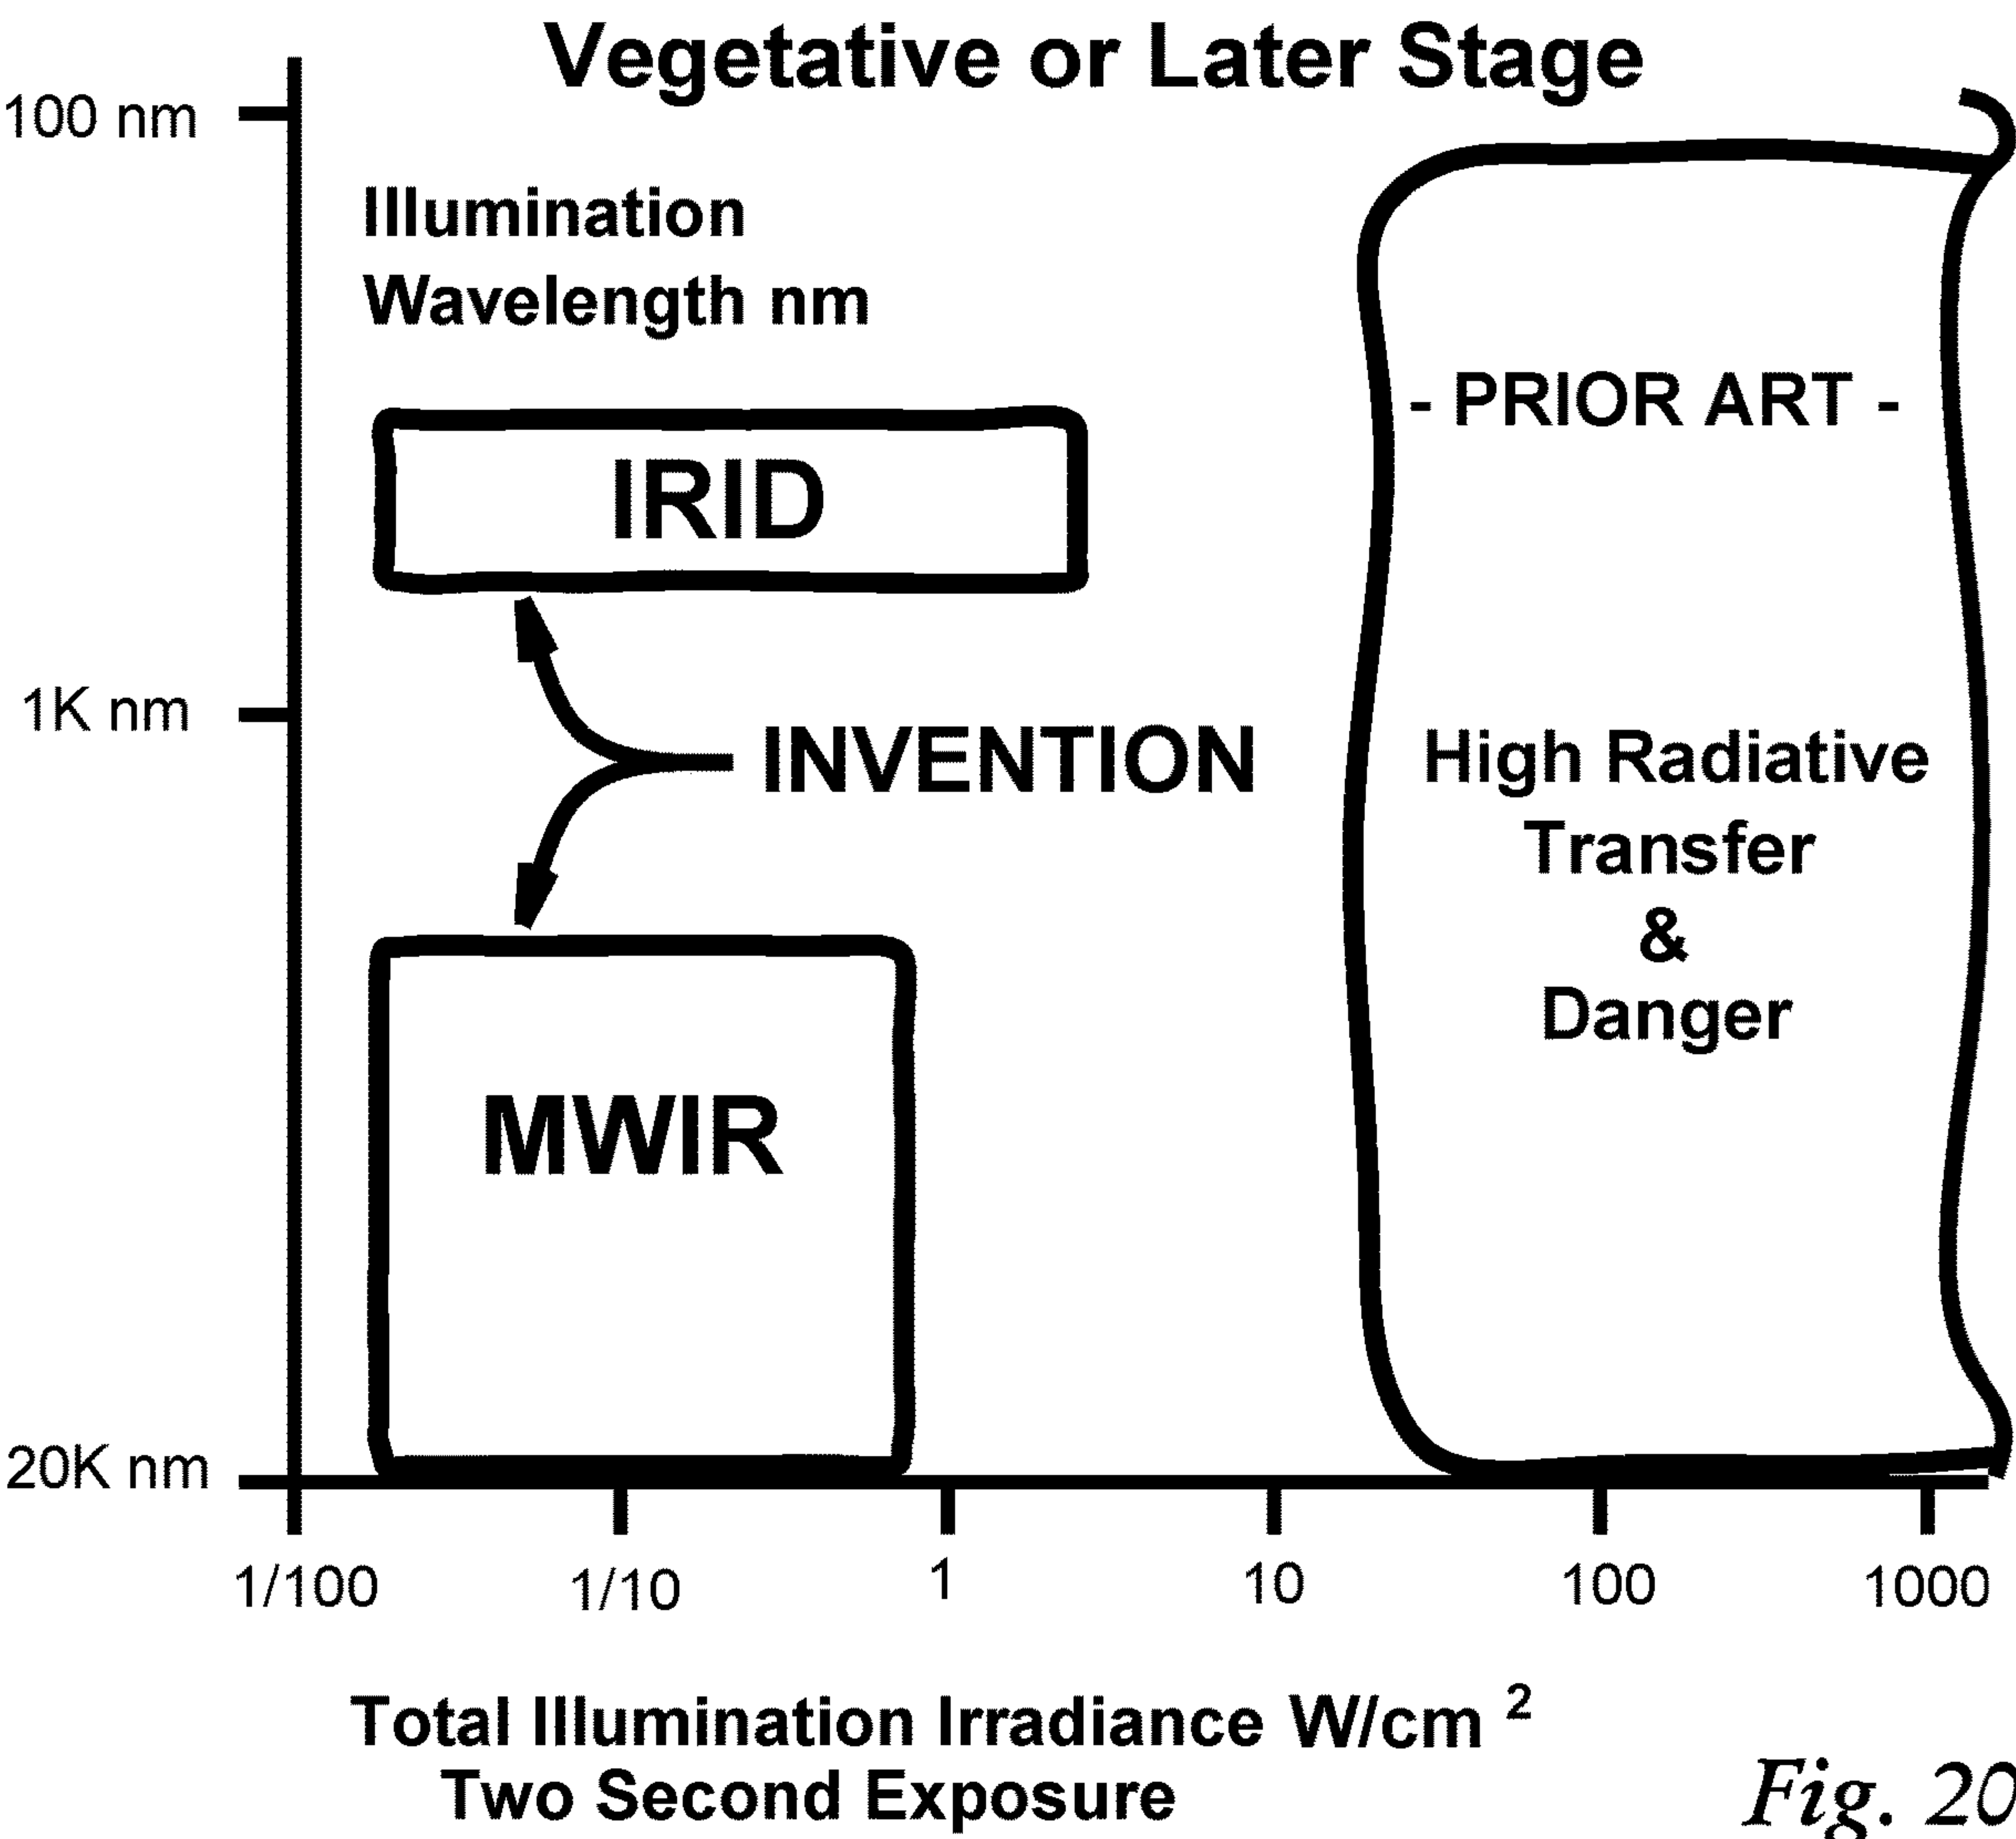 Vegetative or Later Stage
100 nm
Illumination
Wavelength nm
- PRIOR ART -
IRID
1K nm
INVENTION
High Radiative
Transfer
&
Danger
MWIR
20K nm
1/100 1/10 1 10 100 1000
Total Illumination Irradiance W/cm ²
Two Second Exposure
Fig. 20